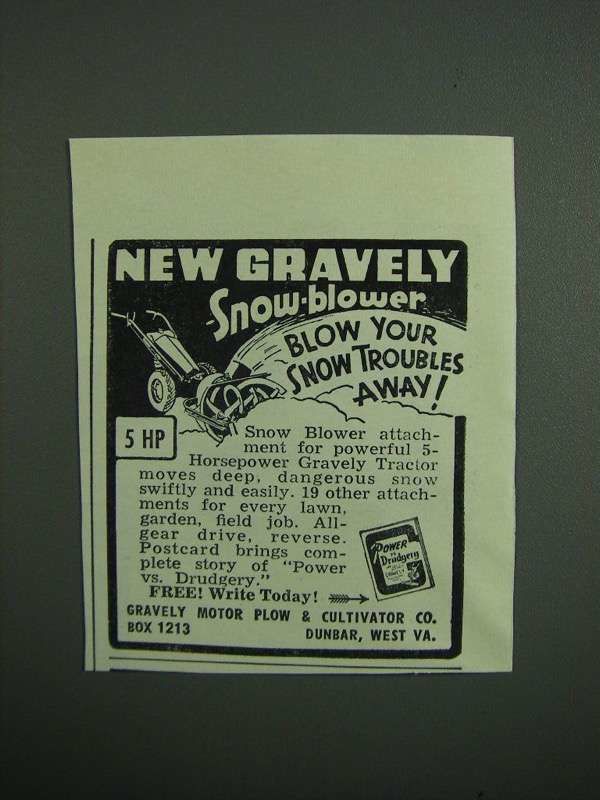 NEW GRAVELY
Snow-blower
BLOW YOUR
SNOW TROUBLES
AWAY!
5 HP
Snow Blower attach-
ment for powerful 5-
Horsepower Gravely Tractor
moves deep, dangerous snow
swiftly and easily. 19 other attach-
ments for every lawn,
garden, field job. All-
gear drive, reverse.
Postcard brings com-
plete story of "Power
vs. Drudgery."
FREE! Write Today!
POWER
vs
Drudgery
GRAVELY MOTOR PLOW & CULTIVATOR CO.
BOX 1213 DUNBAR, WEST VA.